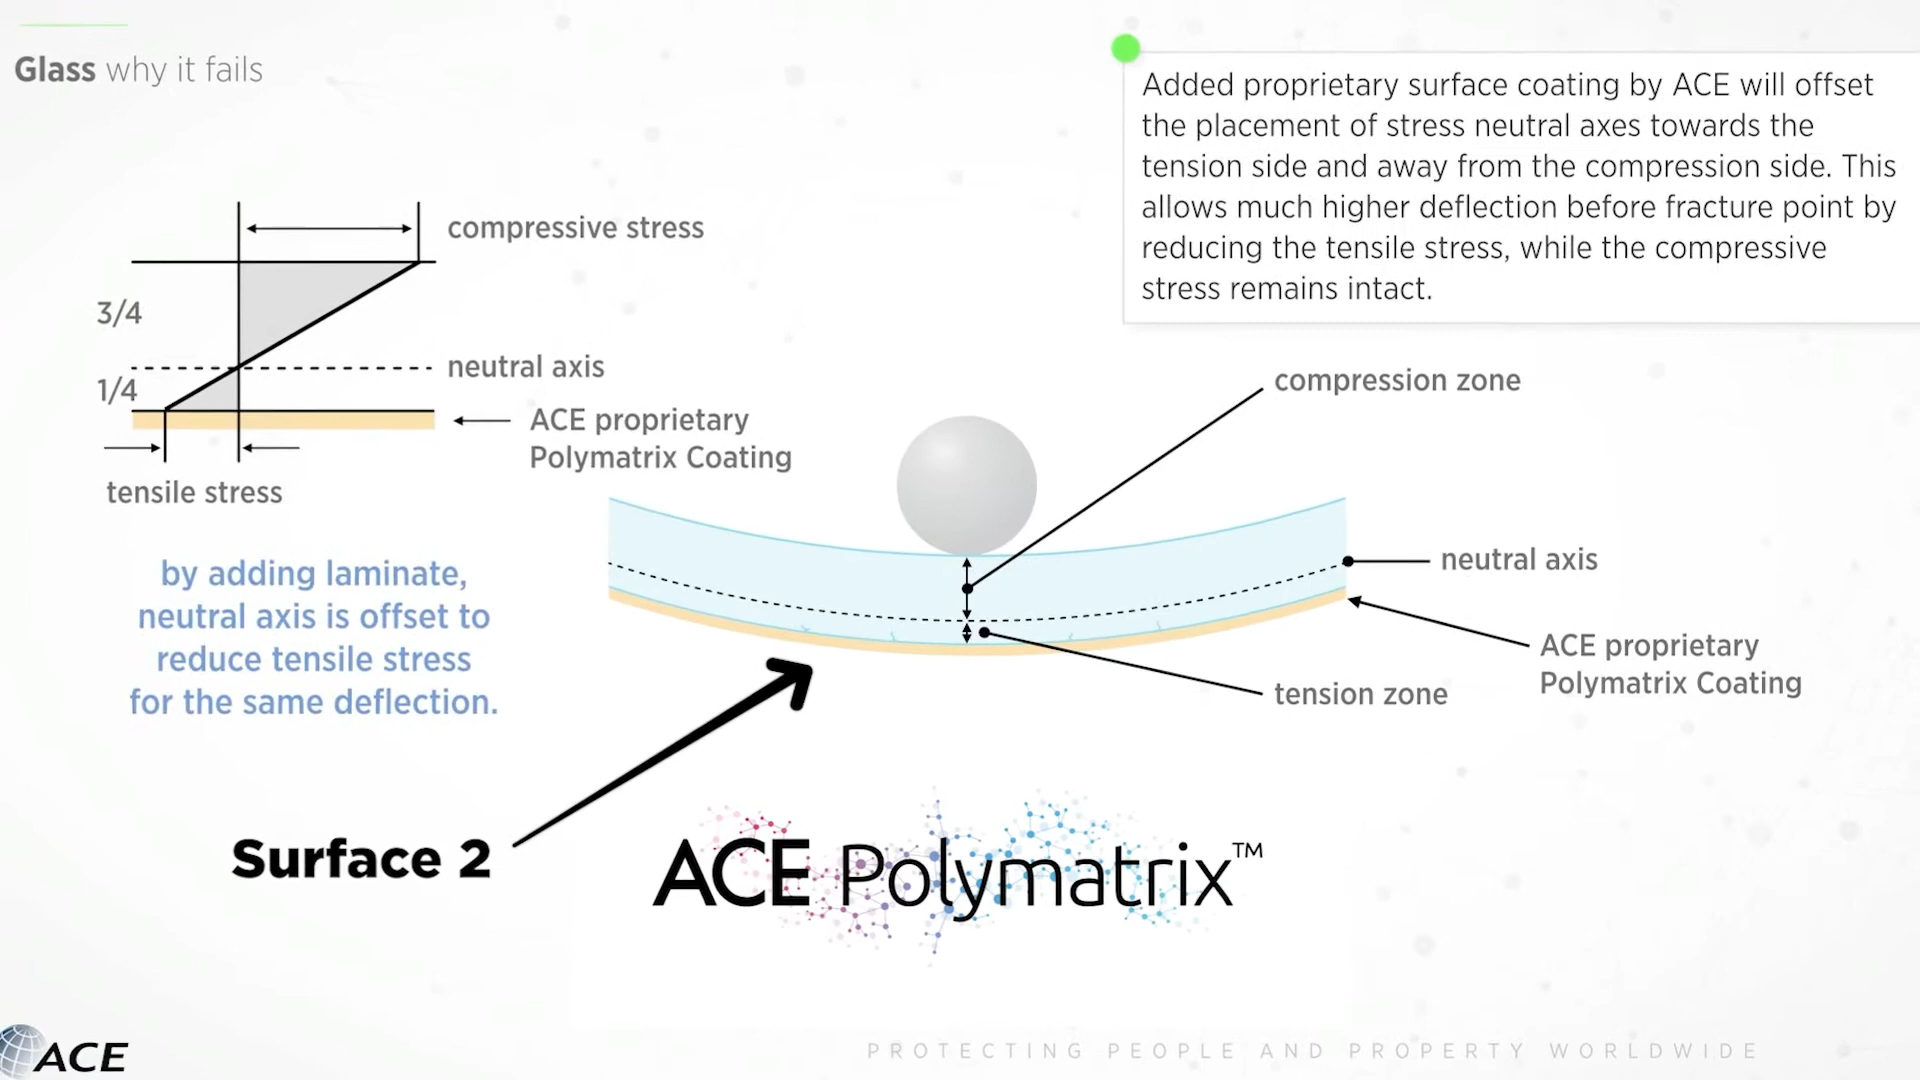 Glass why it fails
Added proprietary surface coating by ACE will offset
the placement of stress neutral axes towards the
tension side and away from the compression side. This
allows much higher deflection before fracture point by
reducing the tensile stress, while the compressive
stress remains intact.
compressive stress
3/4
neutral axis
1/4
ACE proprietary
Polymatrix Coating
tensile stress
by adding laminate,
neutral axis is offset to
reduce tensile stress
for the same deflection.
compression zone
neutral axis
ACE proprietary
Polymatrix Coating
tension zone
Surface 2
ACE Polymatrix™
ACE
PROTECTING PEOPLE AND PROPERTY WORLDWIDE